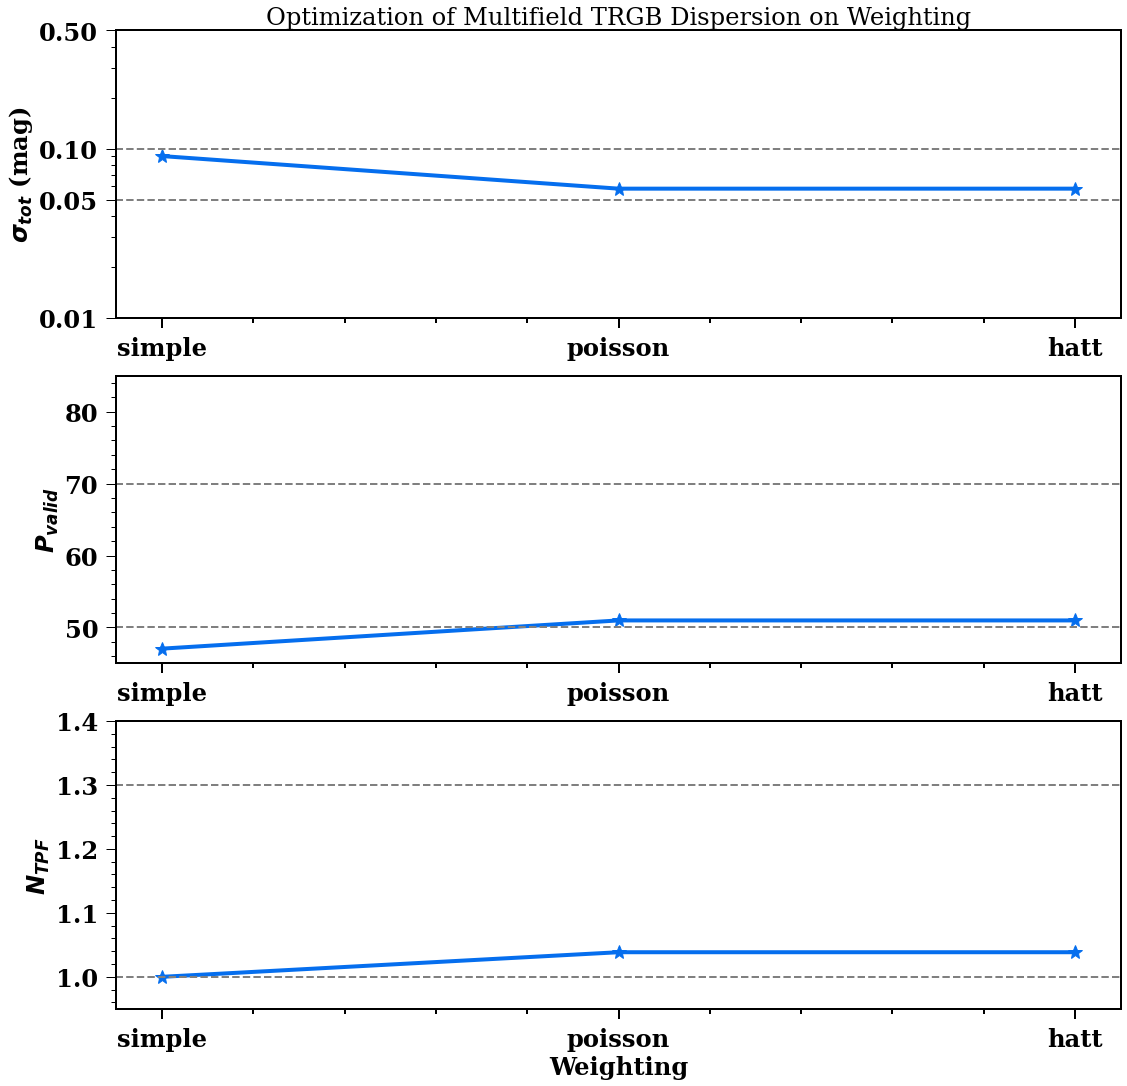 Optimization of Multifield TRGB Dispersion on Weighting
0.50
0.10
0.05
0.01
σ_tot (mag)
simple poisson hatt
80
70
60
50
P_valid
simple poisson hatt
1.4
1.3
1.2
1.1
1.0
N_TPF
simple poisson hatt
Weighting